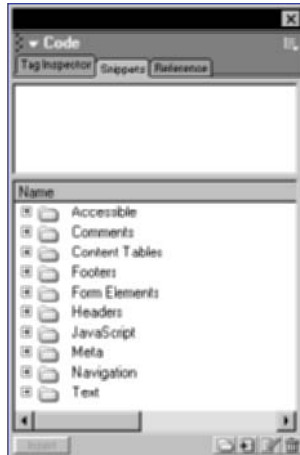 Code
Tag Inspector Snippets Reference
Name
Accessible
Comments
Content Tables
Footers
Form Elements
Headers
JavaScript
Meta
Navigation
Text
Insert